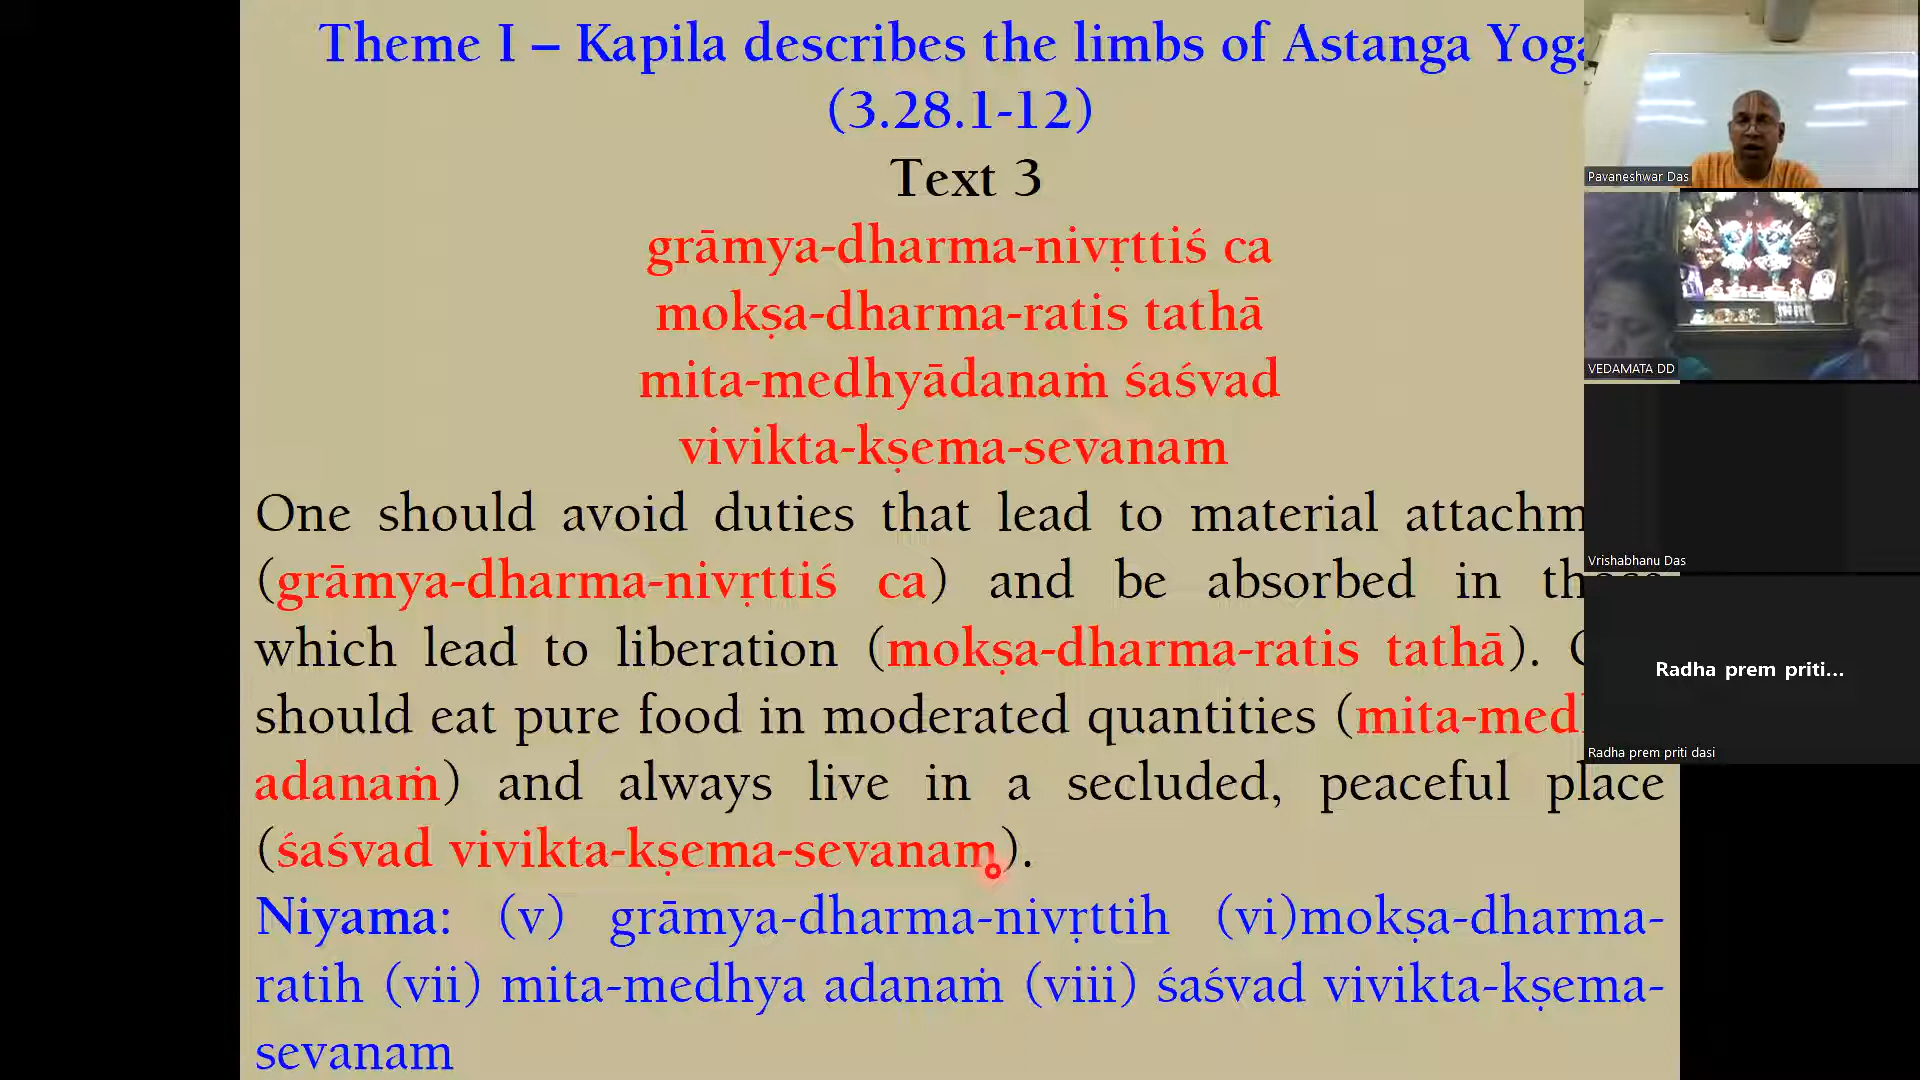 Theme I – Kapila describes the limbs of Astanga Yoga
(3.28.1-12)
Text 3
grāmya-dharma-nivṛttiś ca
mokṣa-dharma-ratis tathā
mita-medhyādanaṁ śaśvad
vivikta-kṣema-sevanam
One should avoid duties that lead to material
(grāmya-dharma-nivṛttiś ca) and be absorbed in
which lead to liberation (mokṣa-dharma-ratis tathā).
should eat pure food in moderated quantities
adanaṁ) and always live in a secluded, peaceful place
(śaśvad vivikta-kṣema-sevanam).
Niyama: (v) grāmya-dharma-nivṛttih (vi)mokṣa-dharma-
ratih (vii) mita-medhya adanaṁ (viii) śaśvad vivikta-kṣema-
sevanam
Pavaneshwar Das
VEDAMATA DD
Vrishabhanu Das
Radha prem priti...
Radha prem priti dasi